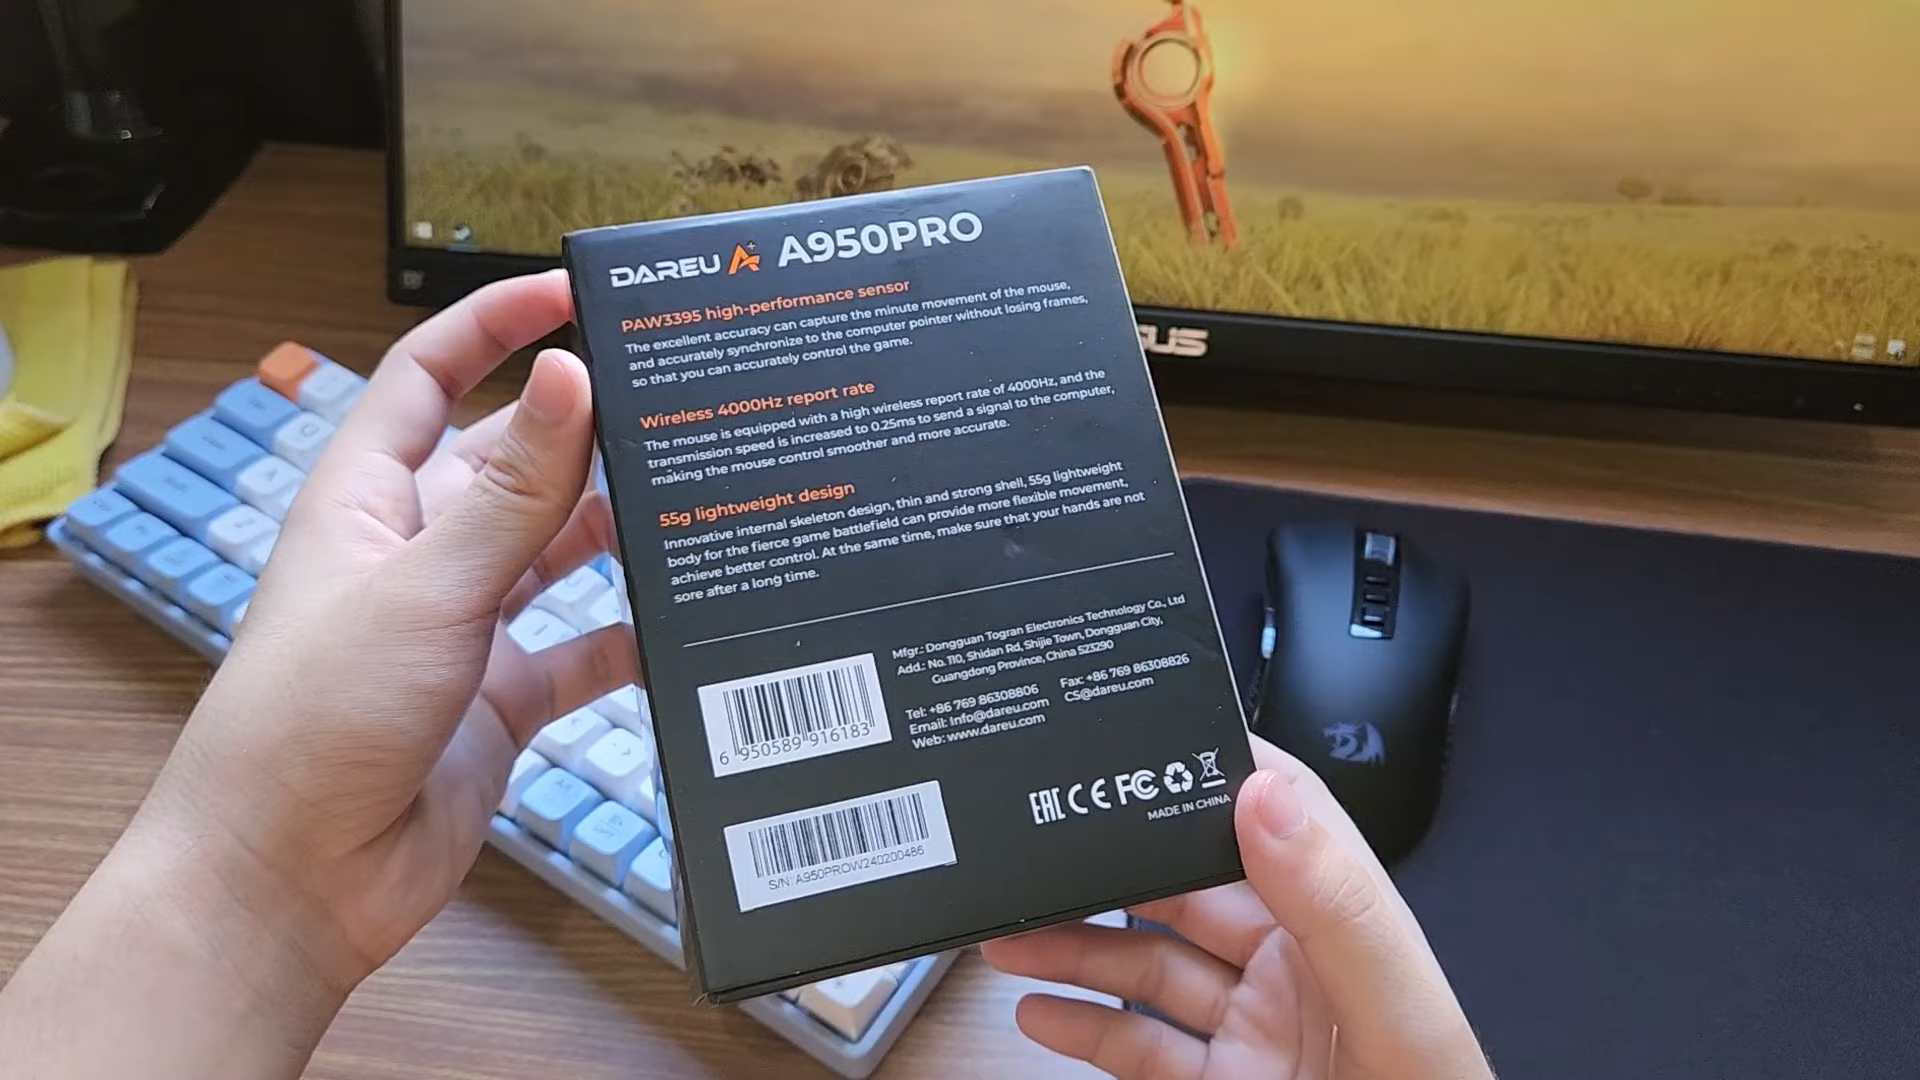 DAREU A+ A950PRO
PAW3395 high-performance sensor
The excellent accuracy can capture the minute movement of the mouse,
and accurately synchronize to the computer pointer without losing frames,
so that you can accurately control the game.
Wireless 4000Hz report rate
The mouse is equipped with a high wireless report rate of 4000Hz, and the
transmission speed is increased to 0.25ms to send a signal to the computer,
making the mouse control smoother and more accurate.
55g lightweight design
Innovative internal skeleton design, thin and strong shell, 55g lightweight
body for the fierce game battlefield can provide more flexible movement,
achieve better control. At the same time, make sure that your hands are not
sore after a long time.
Mfgr.: Dongguan Togran Electronics Technology Co., Ltd
Add.: No. 110, Shidan Rd, Shijie Town, Dongguan City,
Guangdong Province, China 523290
Tel: +86 769 86308806 Fax: +86 769 86308826
Email: Info@dareu.com CS@dareu.com
Web: www.dareu.com
6 950589 916183
EAC CE FC
MADE IN CHINA
S/N: A950PROW240200486